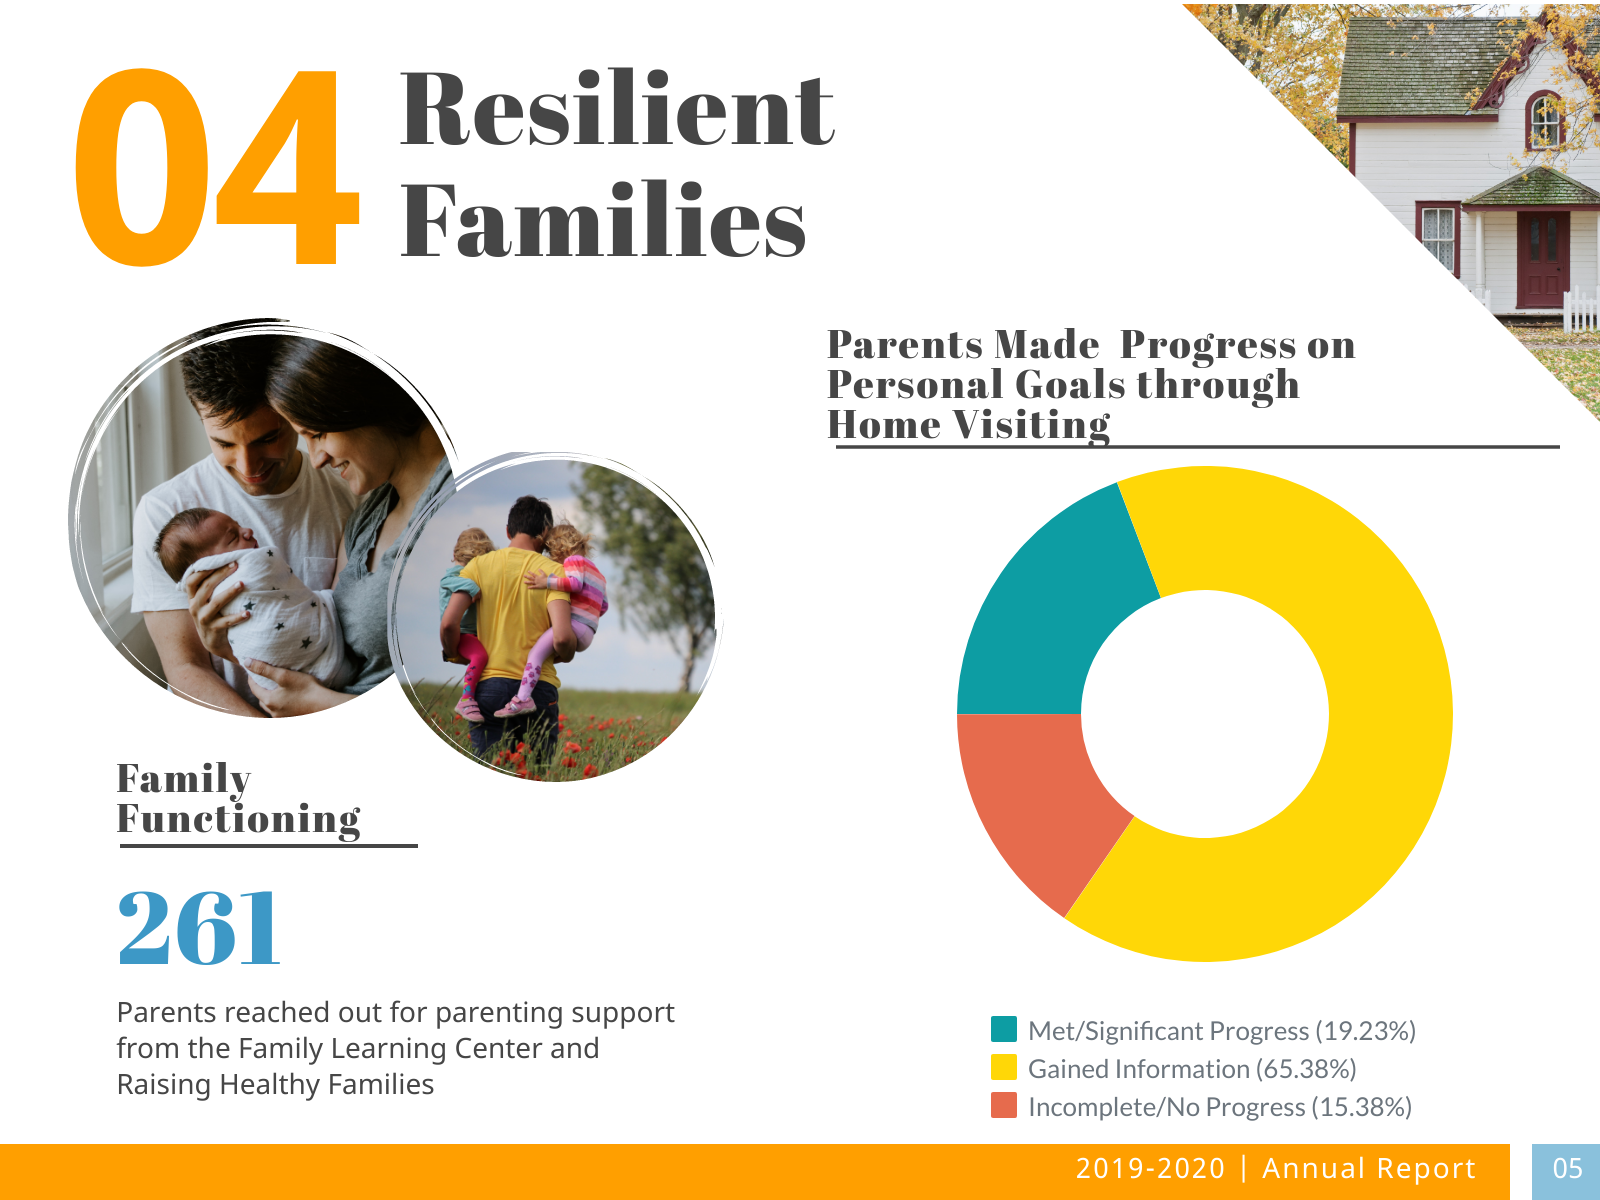 04
Resilient
Families
Parents Made  Progress on
Personal Goals through
Home Visiting
Family
Functioning
261
Parents reached out for parenting support
from the Family Learning Center and
Raising Healthy Families
Met/Significant Progress (19.23%)
Gained Information (65.38%)
Incomplete/No Progress (15.38%)
2019-2020 | Annual Report
05